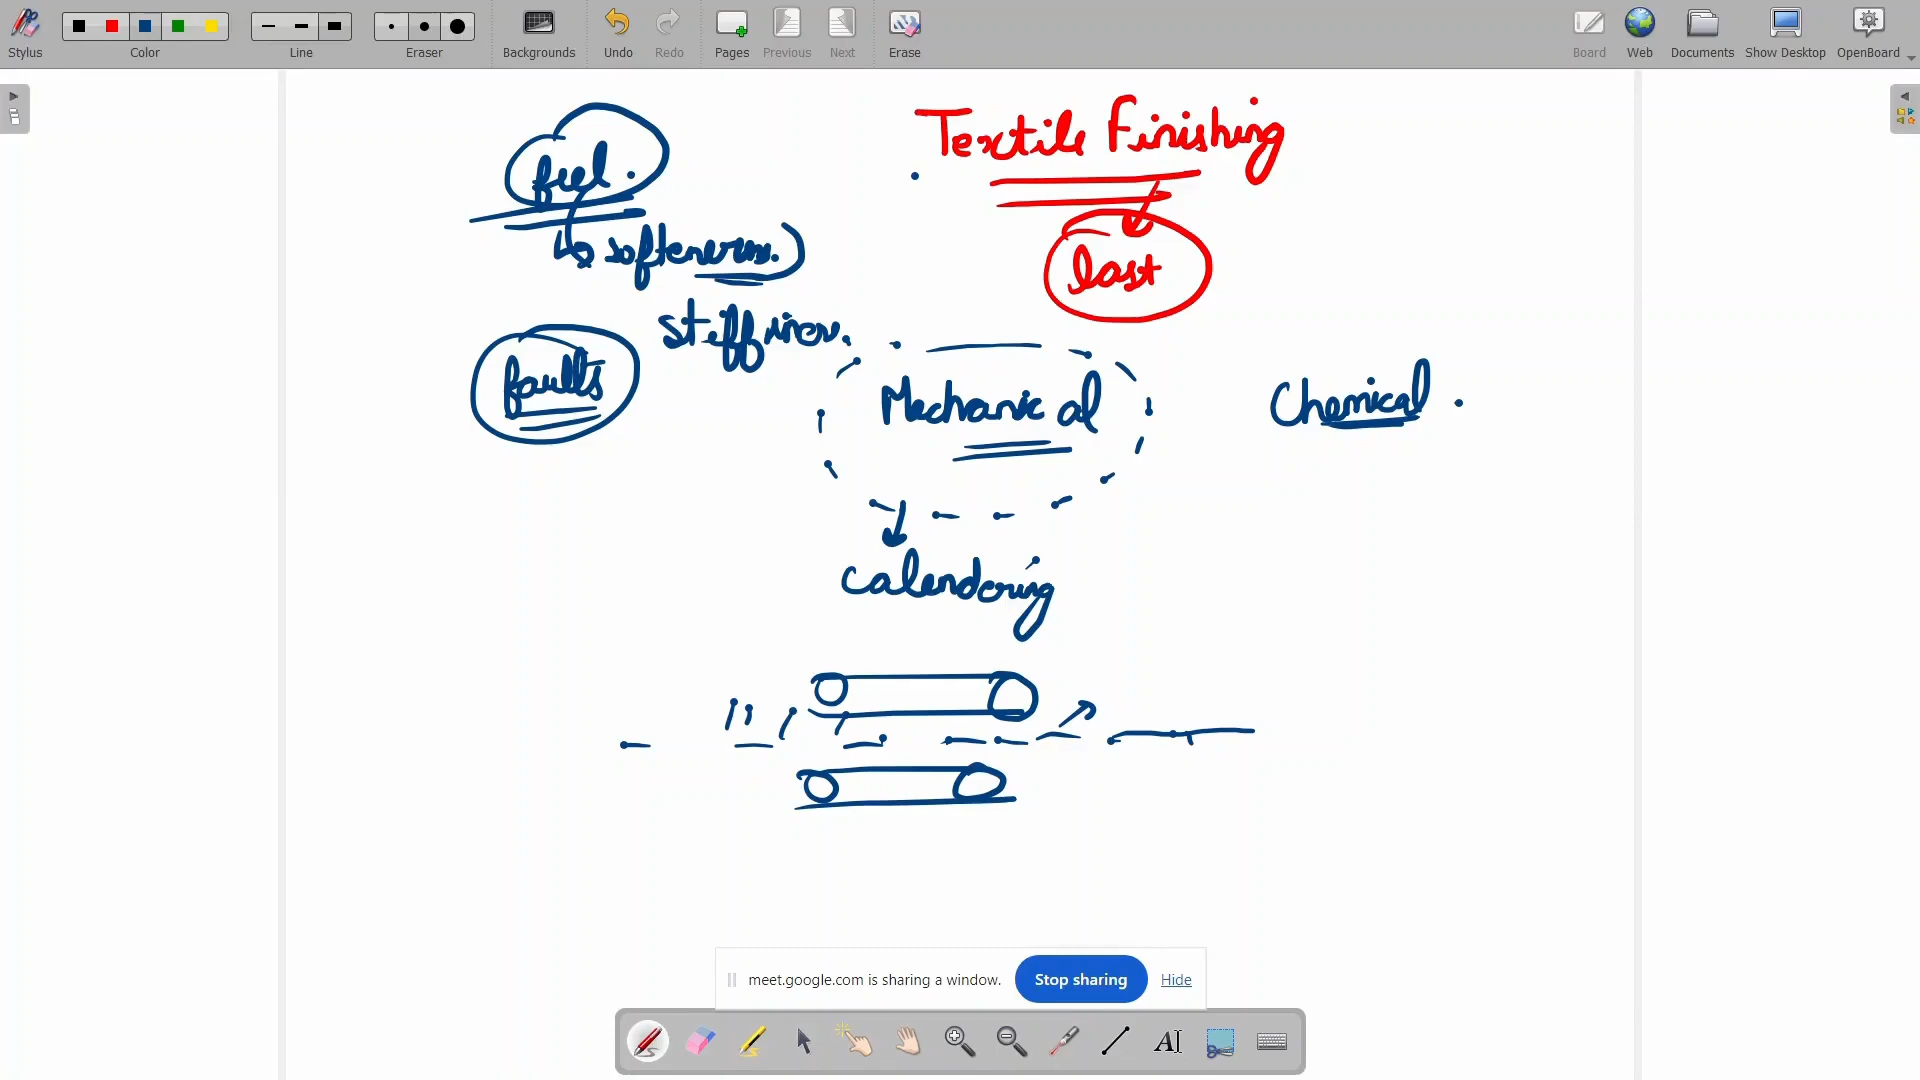 Stylus
Color
Line
Eraser
Backgrounds
Undo
Redo
Pages
Previous
Next
Erase
Board
Web
Documents
Show Desktop
OpenBoard
Textile Finishing
last
feel.
softeners.)
stiffness.
faults
Mechanical
Chemical.
calendering
meet.google.com is sharing a window.
Stop sharing
Hide